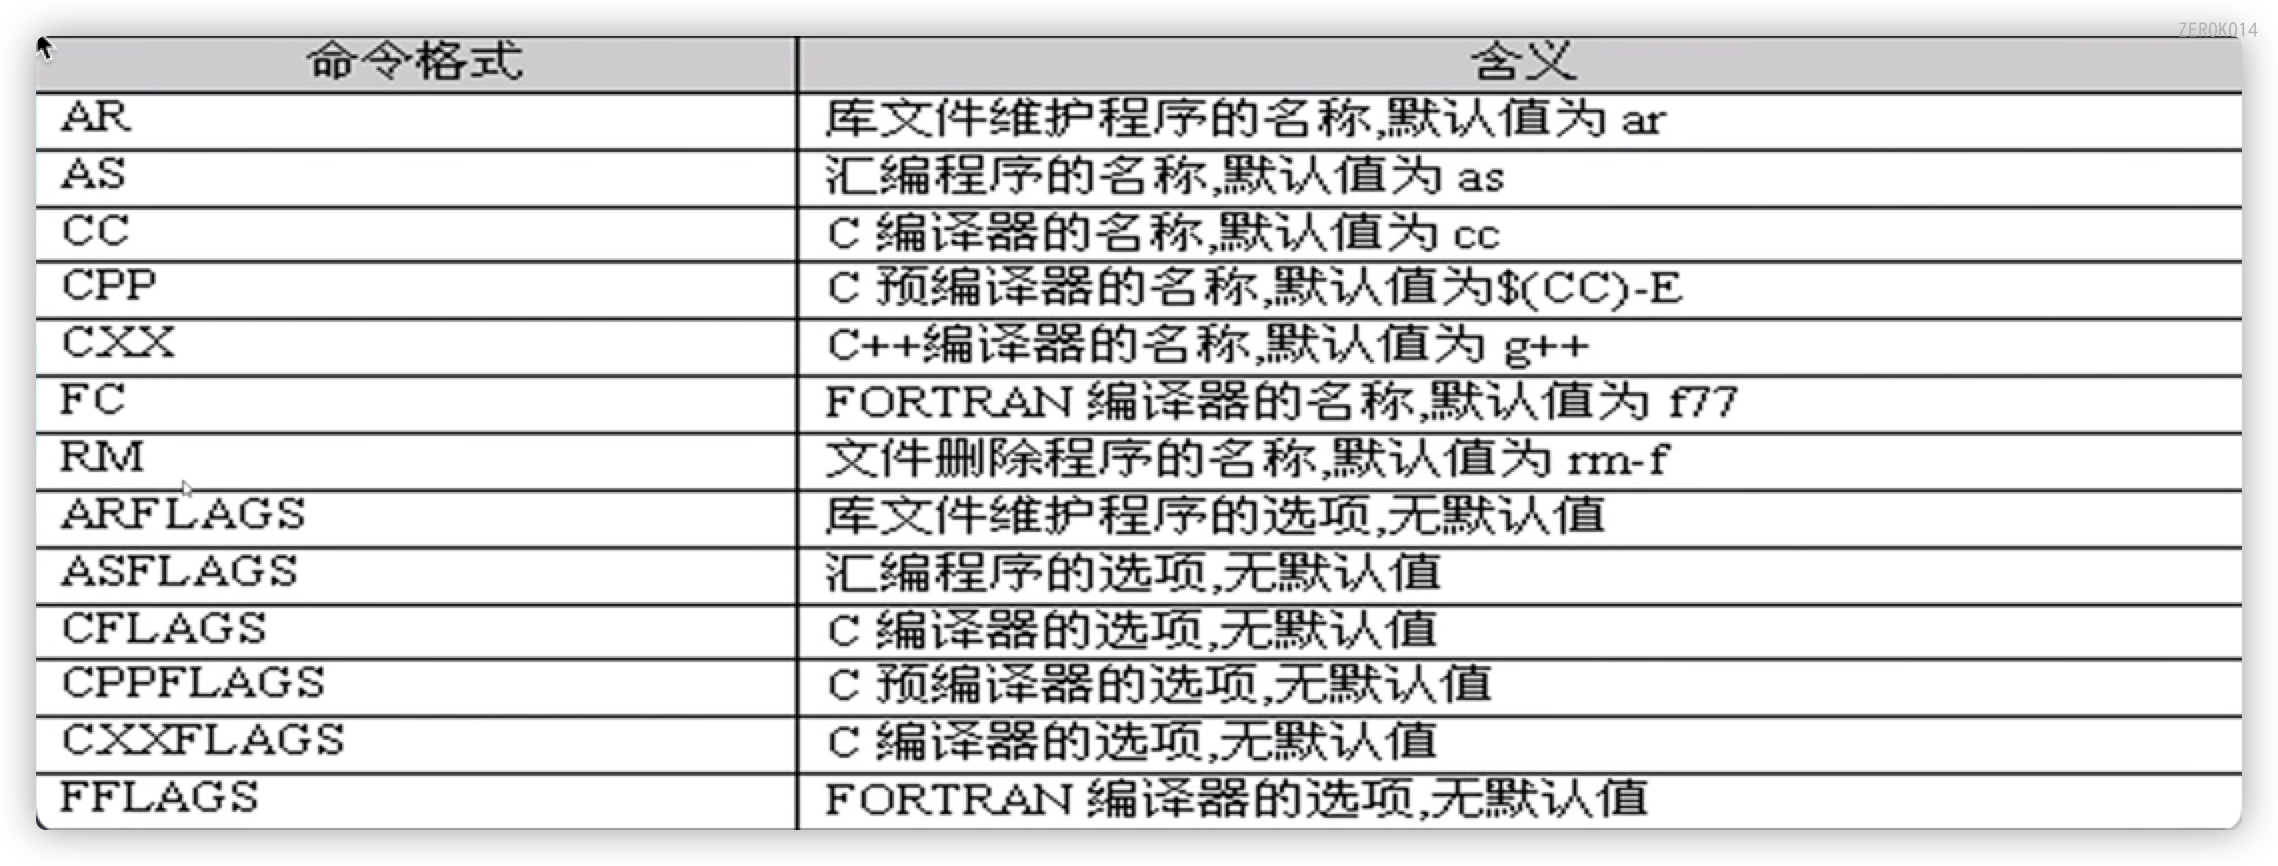 ZEROK014
命令格式 含义
AR 库文件维护程序的名称,默认值为 ar
AS 汇编程序的名称,默认值为 as
CC C 编译器的名称,默认值为 cc
CPP C 预编译器的名称,默认值为$(CC)-E
CXX C++编译器的名称,默认值为 g++
FC FORTRAN 编译器的名称,默认值为 f77
RM 文件删除程序的名称,默认值为 rm-f
ARFLAGS 库文件维护程序的选项,无默认值
ASFLAGS 汇编程序的选项,无默认值
CFLAGS C 编译器的选项,无默认值
CPPFLAGS C 预编译器的选项,无默认值
CXXFLAGS C 编译器的选项,无默认值
FFLAGS FORTRAN 编译器的选项,无默认值